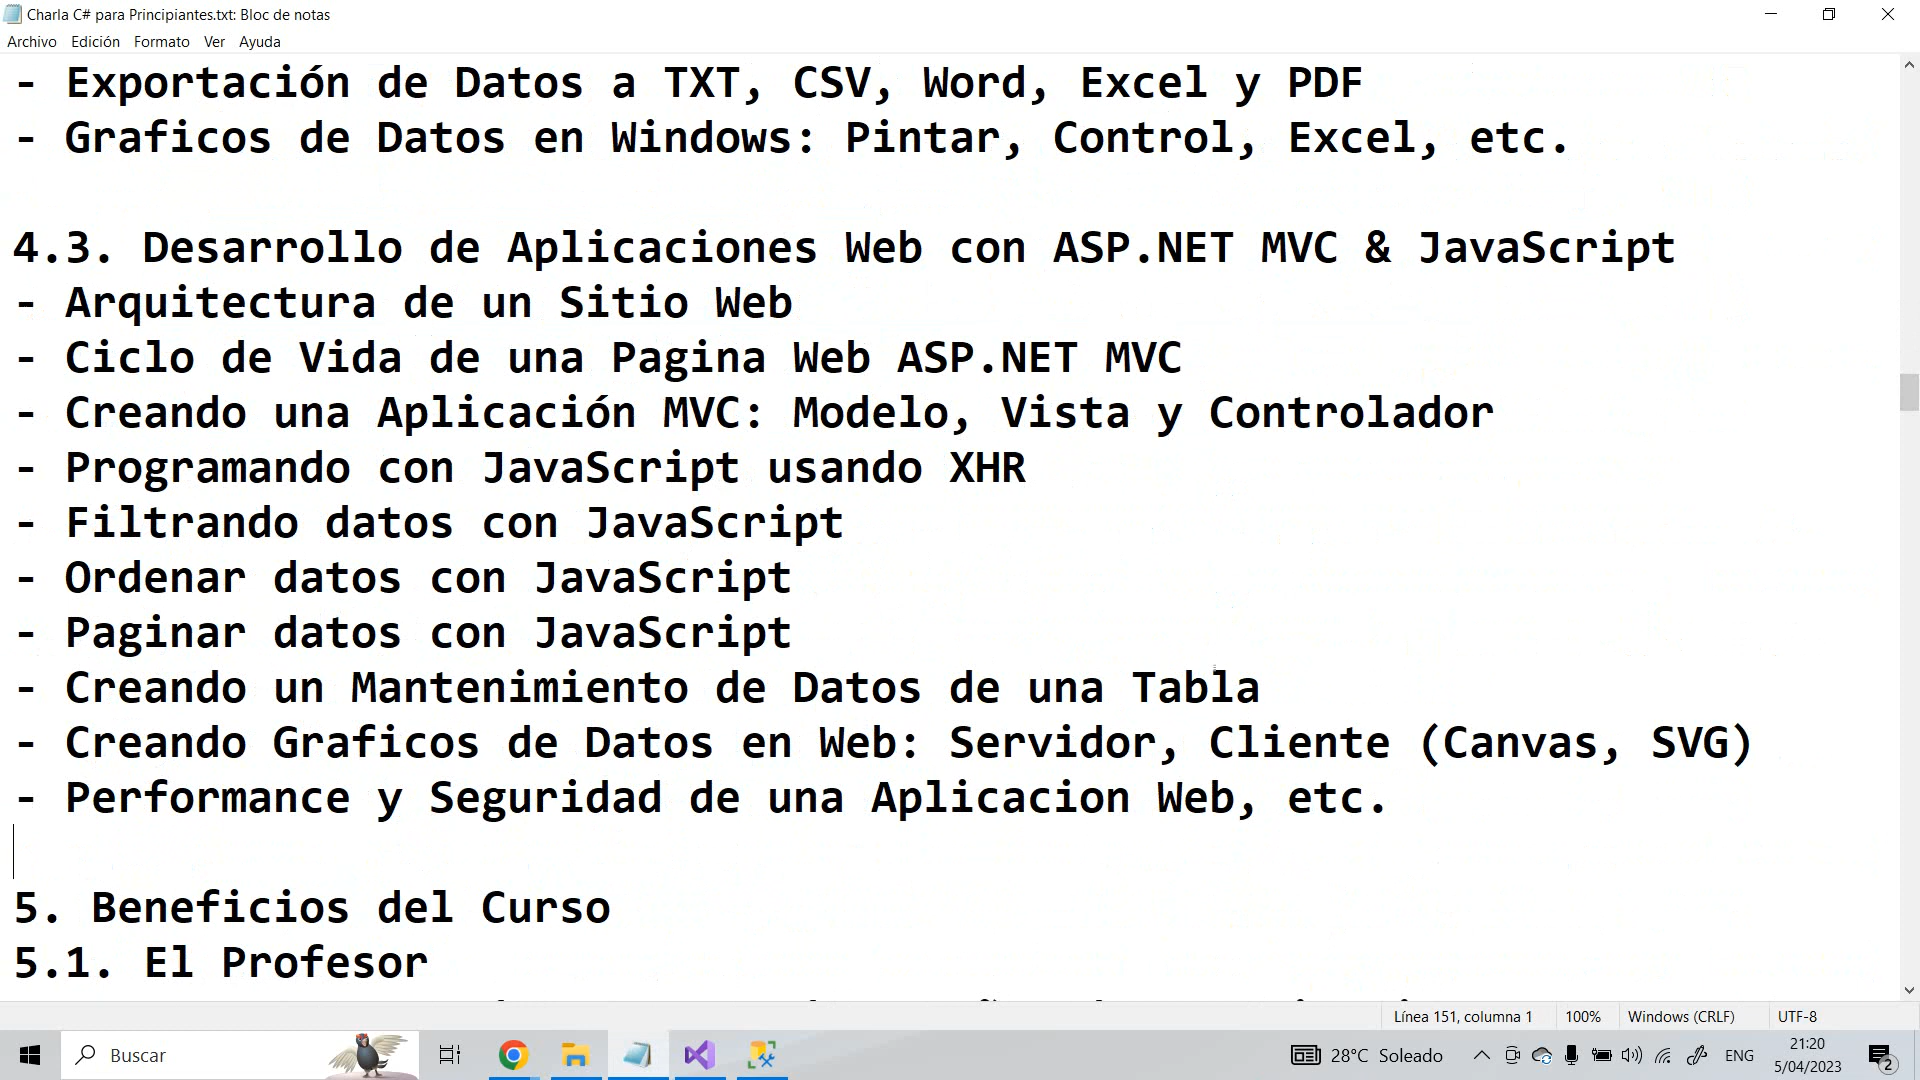 Charla C# para Principiantes.txt: Bloc de notas
Archivo Edición Formato Ver Ayuda
- Exportación de Datos a TXT, CSV, Word, Excel y PDF
- Graficos de Datos en Windows: Pintar, Control, Excel, etc.
4.3. Desarrollo de Aplicaciones Web con ASP.NET MVC & JavaScript
- Arquitectura de un Sitio Web
- Ciclo de Vida de una Pagina Web ASP.NET MVC
- Creando una Aplicación MVC: Modelo, Vista y Controlador
- Programando con JavaScript usando XHR
- Filtrando datos con JavaScript
- Ordenar datos con JavaScript
- Paginar datos con JavaScript
- Creando un Mantenimiento de Datos de una Tabla
- Creando Graficos de Datos en Web: Servidor, Cliente (Canvas, SVG)
- Performance y Seguridad de una Aplicacion Web, etc.
5. Beneficios del Curso
5.1. El Profesor
Línea 151, columna 1 100% Windows (CRLF) UTF-8
Buscar 28°C Soleado ENG 21:20
5/04/2023 2